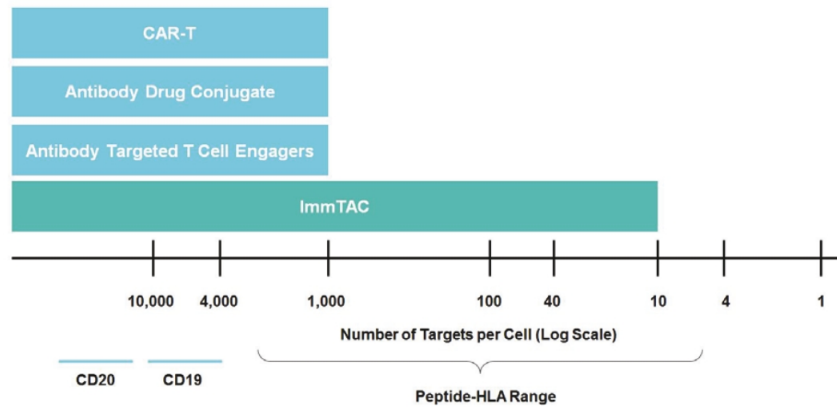 CAR-T
Antibody Drug Conjugate
Antibody Targeted T Cell Engagers
ImmTAC
10,000 4,000 1,000 100 40 10 4 1
Number of Targets per Cell (Log Scale)
CD20 CD19
Peptide-HLA Range